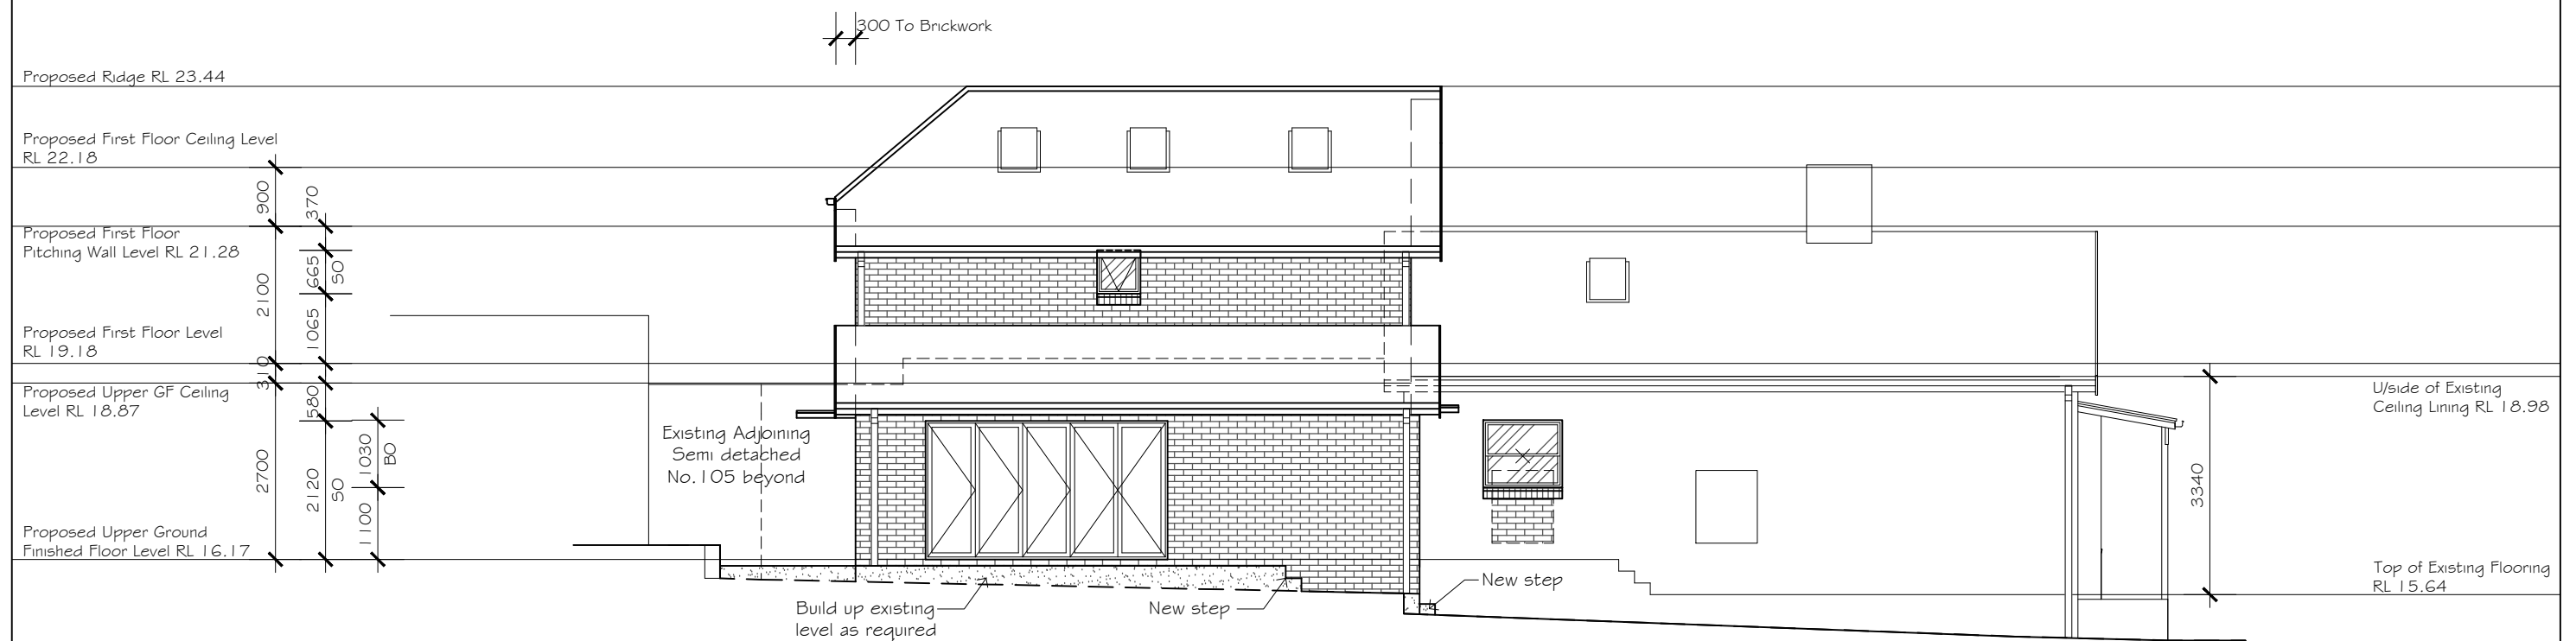 300 To Brickwork
Proposed Ridge RL 23.44
Proposed First Floor Ceiling Level
RL 22.18
900
370
Proposed First Floor
Pitching Wall Level RL 21.28
665
SO
2100
1065
Proposed First Floor Level
RL 19.18
310
Proposed Upper GF Ceiling
Level RL 18.87
580
2700
2120
SO
1030
BO
1100
Proposed Upper Ground
Finished Floor Level RL 16.17
Existing Adjoining
Semi detached
No.105 beyond
Build up existing
level as required
New step
New step
U/side of Existing
Ceiling Lining RL 18.98
3340
Top of Existing Flooring
RL 15.64